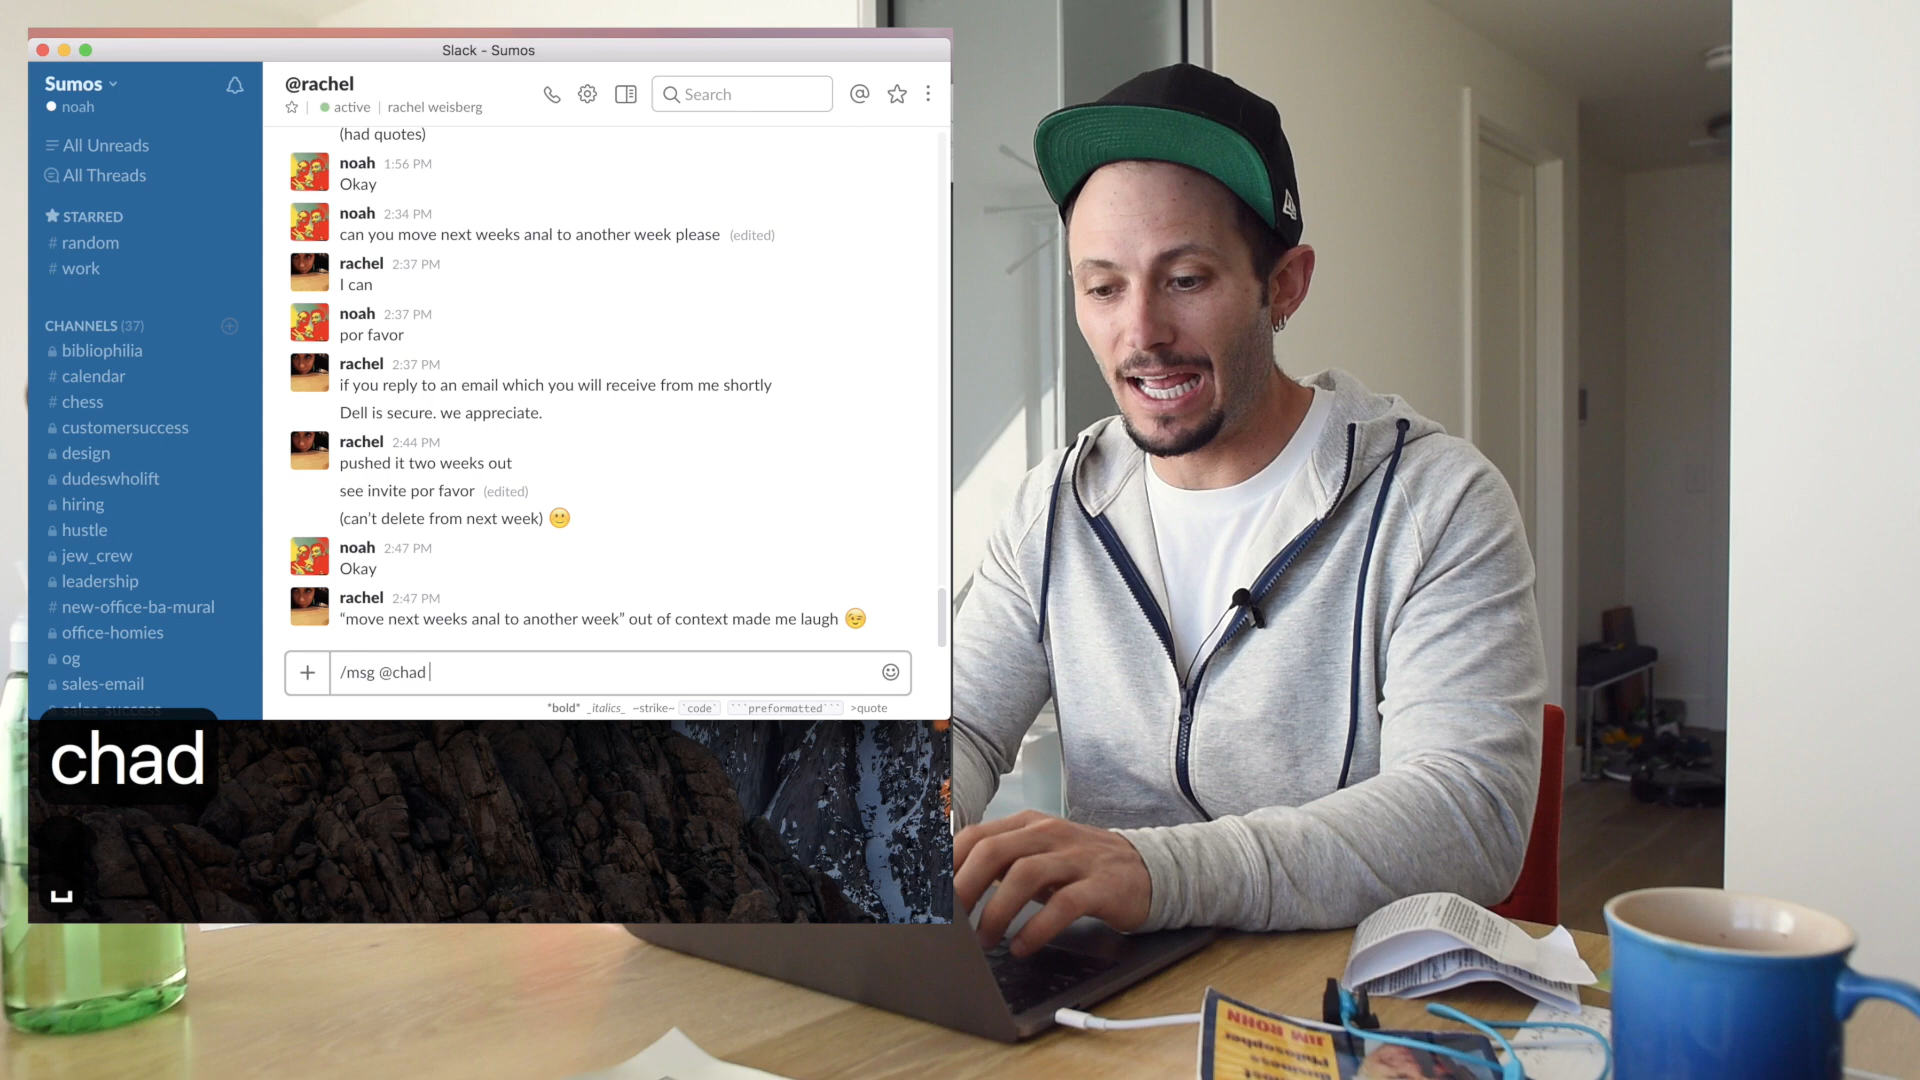 Slack - Sumos
Sumos
noah
All Unreads
All Threads
STARRED
# random
# work
CHANNELS (37)
bibliophilia
# calendar
# chess
customersuccess
design
dudeswholift
hiring
hustle
jew_crew
leadership
# new-office-ba-mural
office-homies
og
sales-email
sales-success
@rachel
active | rachel weisberg
Search
(had quotes)
noah 1:56 PM
Okay
noah 2:34 PM
can you move next weeks anal to another week please (edited)
rachel 2:37 PM
I can
noah 2:37 PM
por favor
rachel 2:37 PM
if you reply to an email which you will receive from me shortly
Dell is secure. we appreciate.
rachel 2:44 PM
pushed it two weeks out
see invite por favor (edited)
(can’t delete from next week) 🙂
noah 2:47 PM
Okay
rachel 2:47 PM
“move next weeks anal to another week” out of context made me laugh 😉
/msg @chad
*bold* _italics_ ~strike~ `code` ```preformatted``` >quote
chad
JIM ROHN
Philosopher
Business